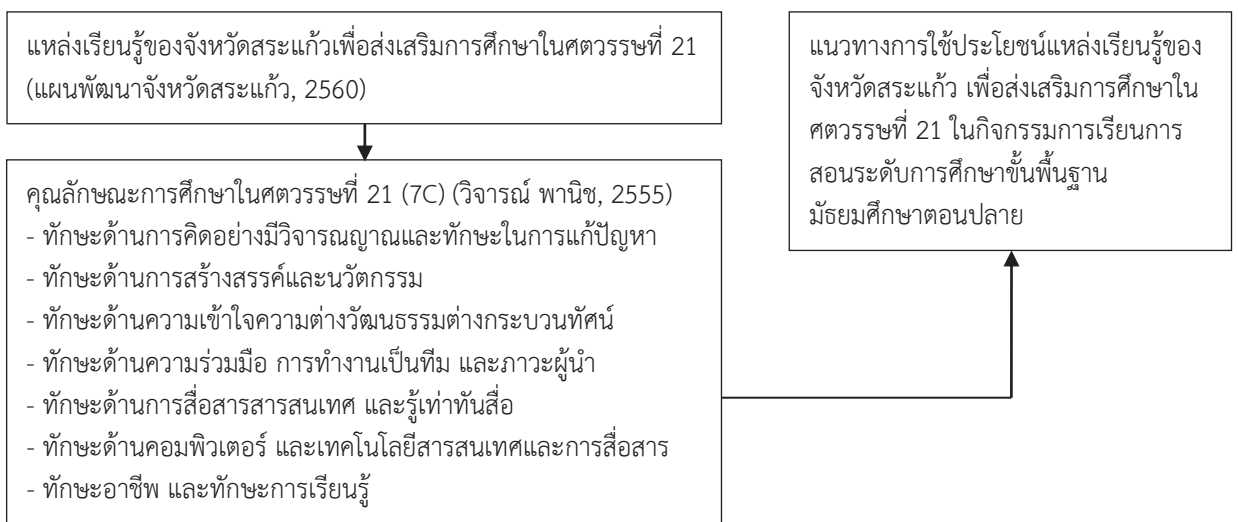 แหล่งเรียนรู้ของจังหวัดสระแก้วเพื่อส่งเสริมการศึกษาในศตวรรษที่ 21
(แผนพัฒนาจังหวัดสระแก้ว, 2560)
คุณลักษณะการศึกษาในศตวรรษที่ 21 (7C) (วิจารณ์ พานิช, 2555)
- ทักษะด้านการคิดอย่างมีวิจารณญาณและทักษะในการแก้ปัญหา
- ทักษะด้านการสร้างสรรค์และนวัตกรรม
- ทักษะด้านความเข้าใจความต่างวัฒนธรรมต่างกระบวนทัศน์
- ทักษะด้านความร่วมมือ การทำงานเป็นทีม และภาวะผู้นำ
- ทักษะด้านการสื่อสารสารสนเทศ และรู้เท่าทันสื่อ
- ทักษะด้านคอมพิวเตอร์ และเทคโนโลยีสารสนเทศและการสื่อสาร
- ทักษะอาชีพ และทักษะการเรียนรู้
แนวทางการใช้ประโยชน์แหล่งเรียนรู้ของ
จังหวัดสระแก้ว เพื่อส่งเสริมการศึกษาใน
ศตวรรษที่ 21 ในกิจกรรมการเรียนการ
สอนระดับการศึกษาขั้นพื้นฐาน
มัธยมศึกษาตอนปลาย